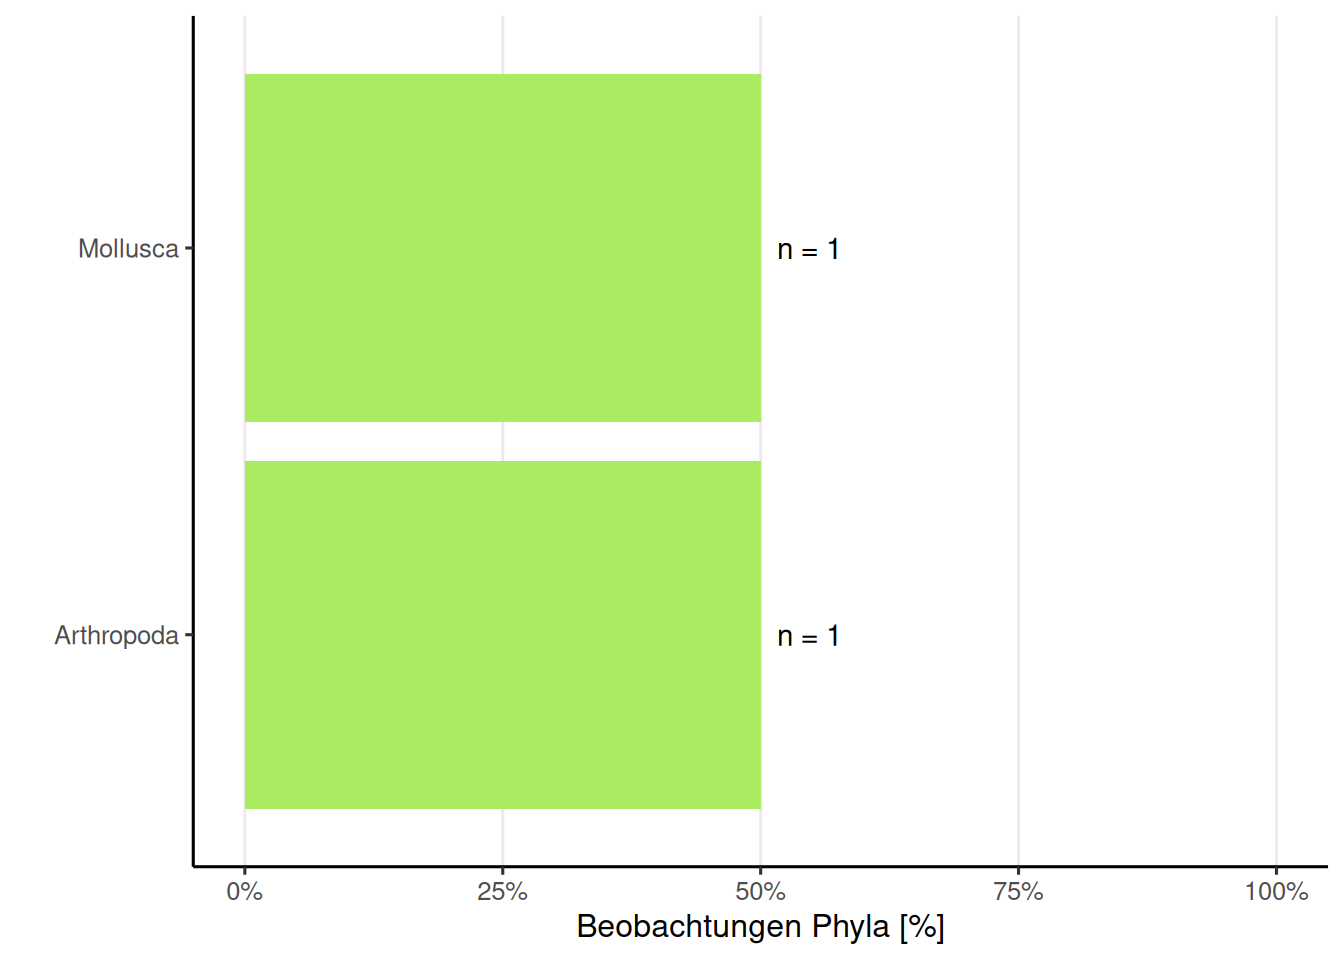 Mollusca
n = 1
Arthropoda
n = 1
0% 25% 50% 75% 100%
Beobachtungen Phyla [%]